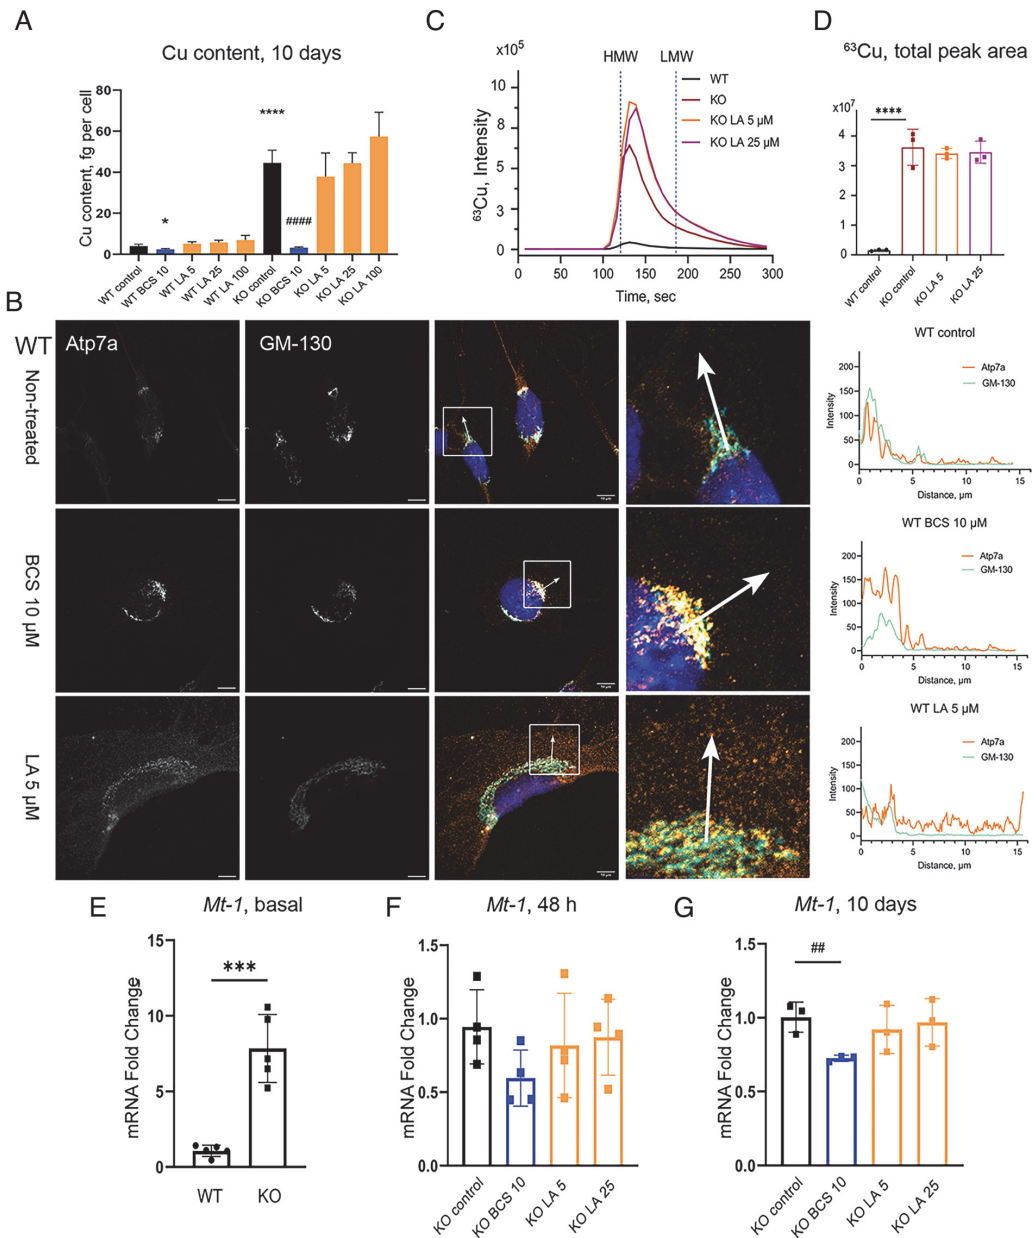 A
Cu content, 10 days
Cu content, fg per cell
80
60
40
20
0
*
****
####
WT control
WT BCS 10
WT LA 5
WT LA 25
WT LA 100
KO control
KO BCS 10
KO LA 5
KO LA 25
KO LA 100
C
x10⁵
HMW
LMW
WT
KO
KO LA 5 µM
KO LA 25 µM
⁶³Cu, Intensity
10
8
5
3
0
0
50
100
150
200
250
300
Time, sec
D
⁶³Cu, total peak area
x10⁷
****
4
3
2
1
0
WT control
KO control
KO LA 5
KO LA 25
B
WT
Atp7a
GM-130
Non-treated
10 µm
BCS 10 µM
10 µm
LA 5 µM
10 µm
WT control
Atp7a
GM-130
Intensity
200
150
100
50
0
0
5
10
15
Distance, µm
WT BCS 10 µM
Atp7a
GM-130
Intensity
200
150
100
50
0
0
5
10
15
Distance, µm
WT LA 5 µM
Atp7a
GM-130
Intensity
200
150
100
50
0
0
5
10
15
Distance, µm
E
Mt-1, basal
mRNA Fold Change
15
10
5
0
***
WT
KO
F
Mt-1, 48 h
mRNA Fold Change
1.5
1.0
0.5
0.0
KO control
KO BCS 10
KO LA 5
KO LA 25
G
Mt-1, 10 days
mRNA Fold Change
1.5
1.0
0.5
0.0
##
KO control
KO BCS 10
KO LA 5
KO LA 25